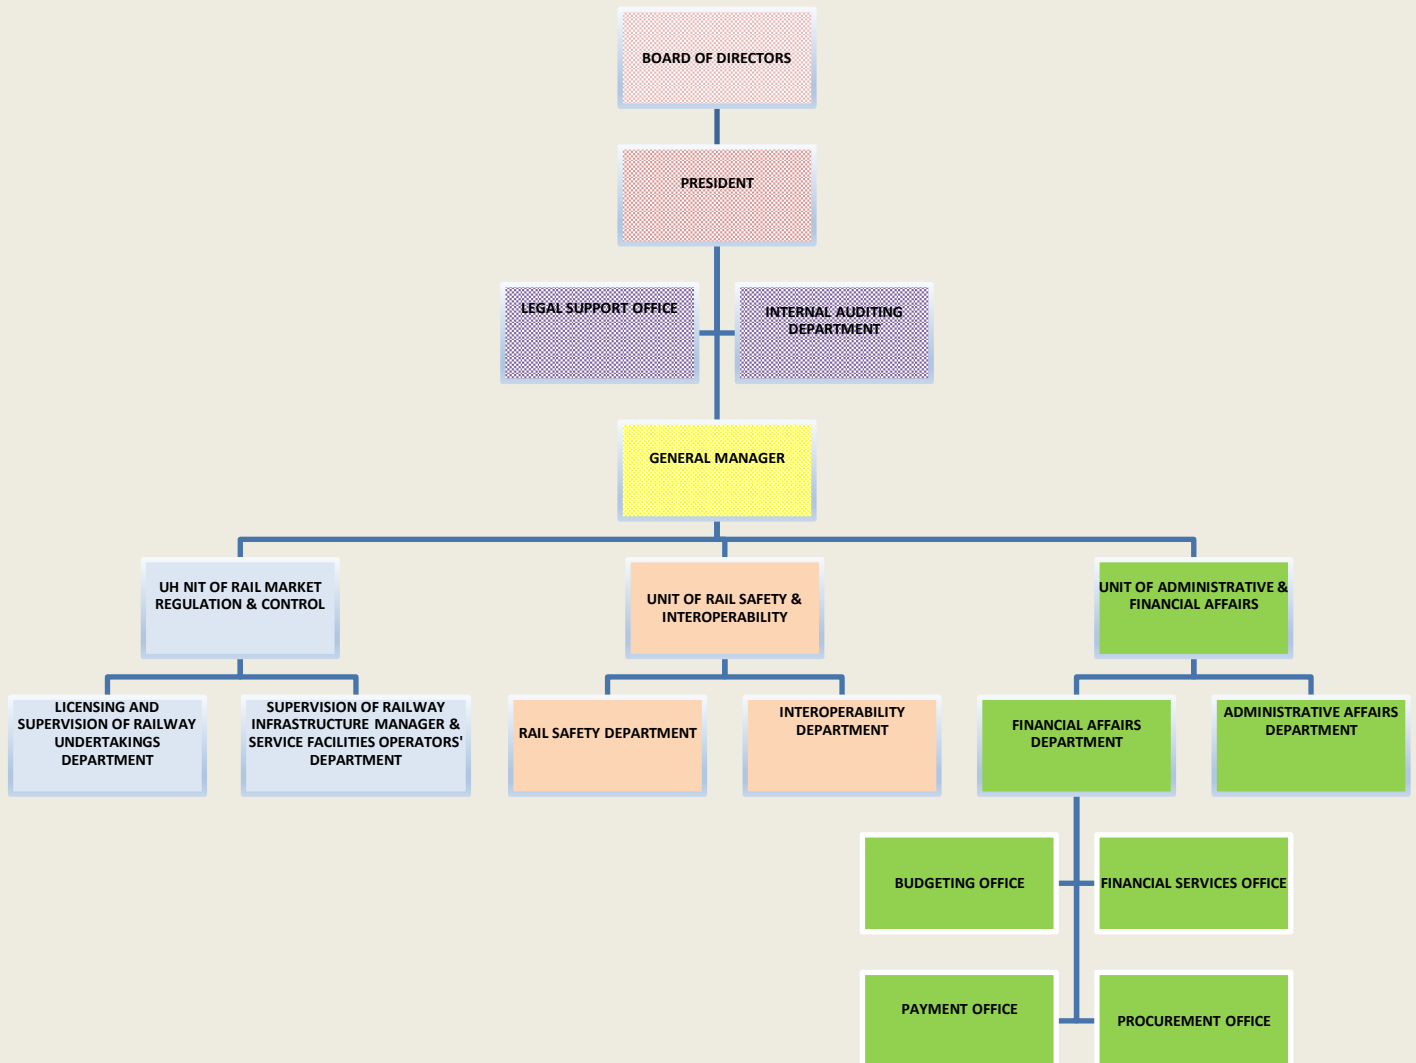 BOARD OF DIRECTORS
PRESIDENT
LEGAL SUPPORT OFFICE
INTERNAL AUDITING
DEPARTMENT
GENERAL MANAGER
UH NIT OF RAIL MARKET
REGULATION & CONTROL
UNIT OF RAIL SAFETY &
INTEROPERABILITY
UNIT OF ADMINISTRATIVE &
FINANCIAL AFFAIRS
LICENSING AND
SUPERVISION OF RAILWAY
UNDERTAKINGS
DEPARTMENT
SUPERVISION OF RAILWAY
INFRASTRUCTURE MANAGER &
SERVICE FACILITIES OPERATORS'
DEPARTMENT
RAIL SAFETY DEPARTMENT
INTEROPERABILITY
DEPARTMENT
FINANCIAL AFFAIRS
DEPARTMENT
ADMINISTRATIVE AFFAIRS
DEPARTMENT
BUDGETING OFFICE
FINANCIAL SERVICES OFFICE
PAYMENT OFFICE
PROCUREMENT OFFICE